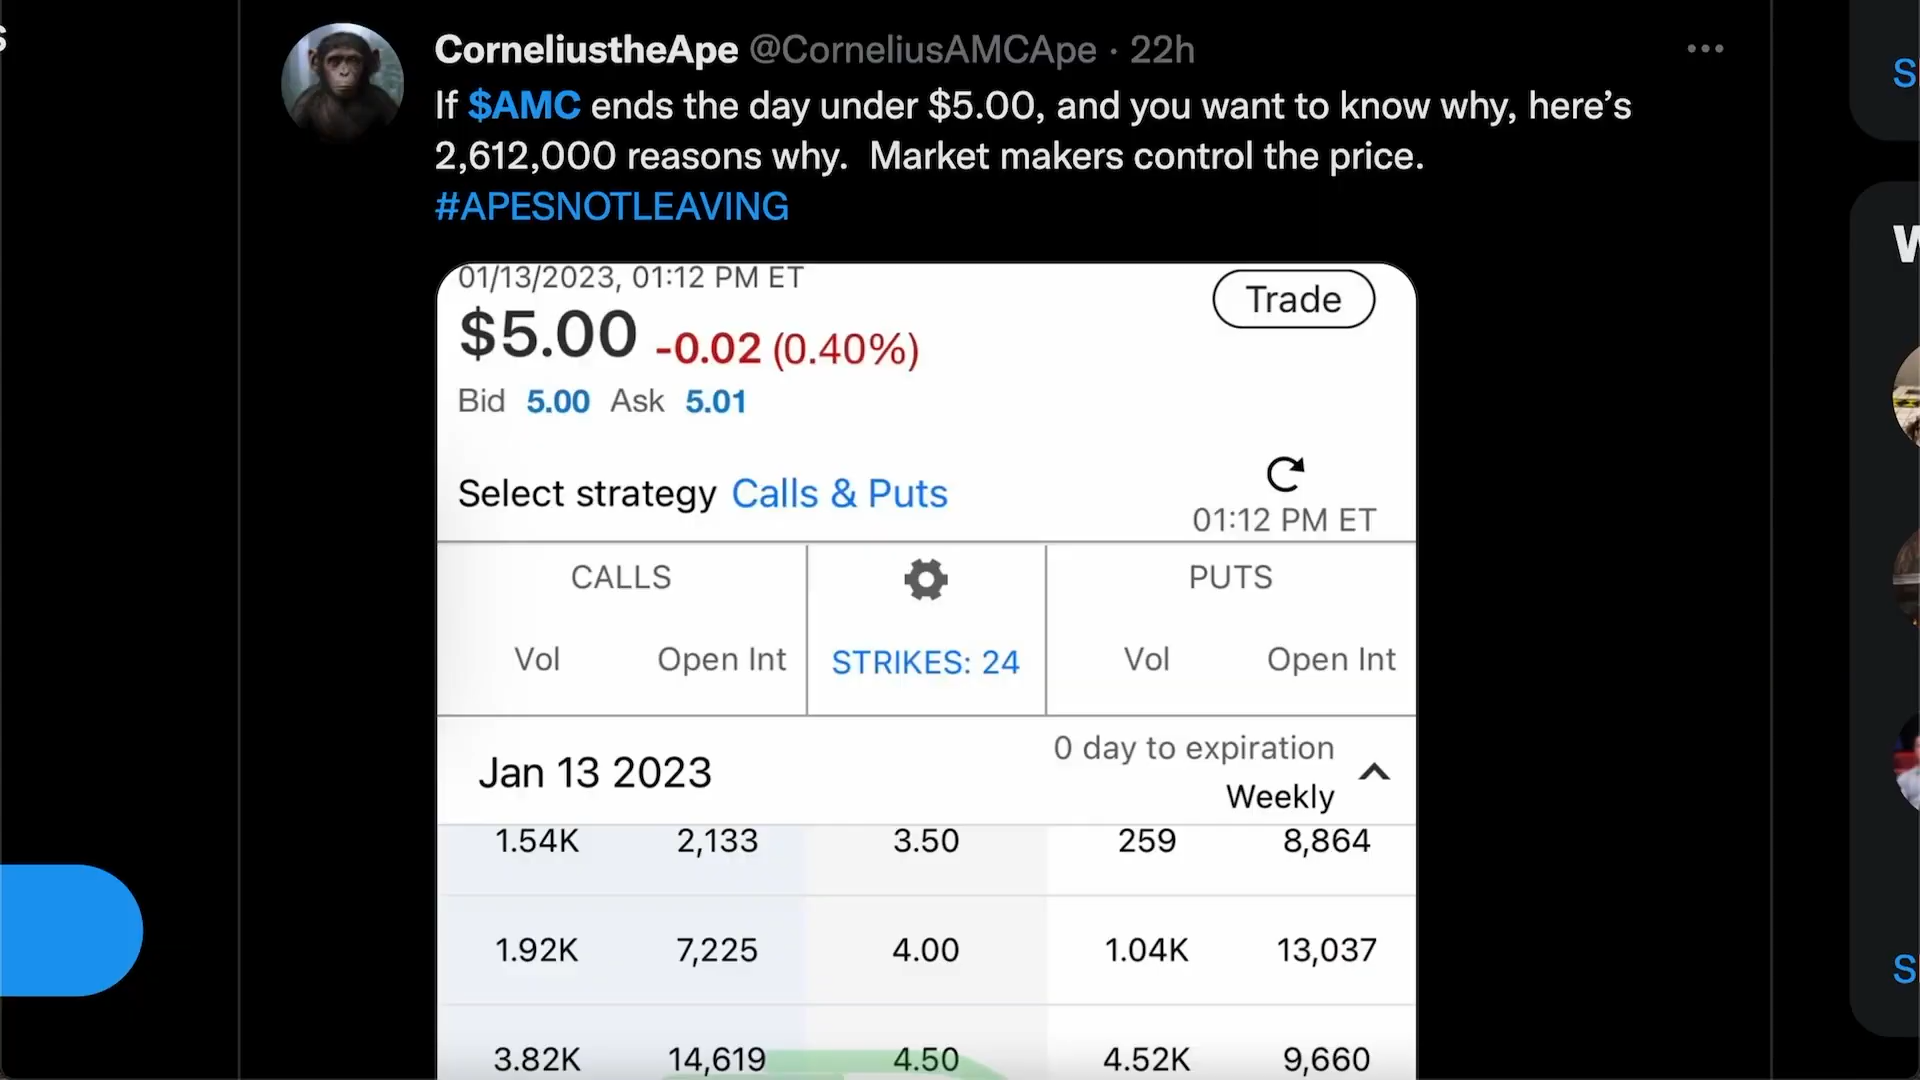 CorneliustheApe @CorneliusAMCApe · 22h
If $AMC ends the day under $5.00, and you want to know why, here’s
2,612,000 reasons why.  Market makers control the price.
#APESNOTLEAVING
01/13/2023, 01:12 PM ET
Trade
$5.00 -0.02 (0.40%)
Bid 5.00 Ask 5.01
Select strategy Calls & Puts
01:12 PM ET
CALLS PUTS
Vol Open Int STRIKES: 24 Vol Open Int
0 day to expiration
Jan 13 2023
Weekly
1.54K 2,133 3.50 259 8,864
1.92K 7,225 4.00 1.04K 13,037
3.82K 14,619 4.50 4.52K 9,660